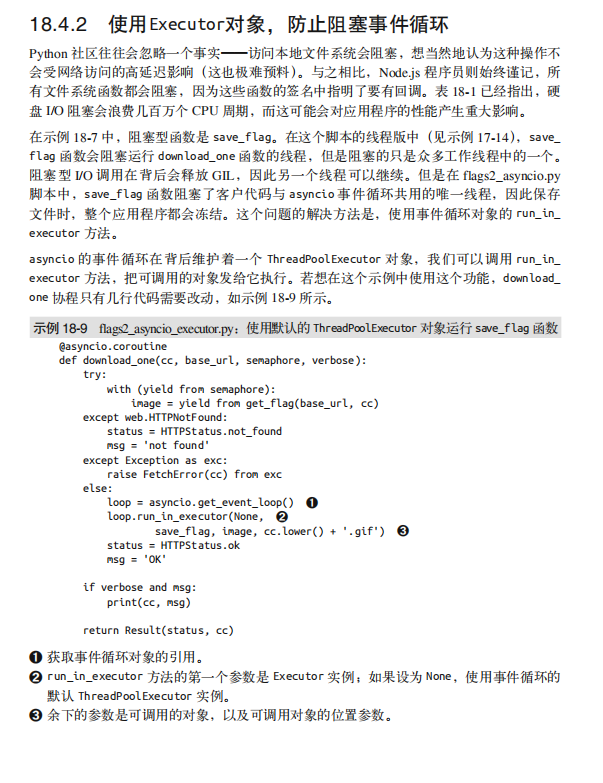 18.4.2 使用Executor对象，防止阻塞事件循环
Python 社区往往会忽略一个事实——访问本地文件系统会阻塞，想当然地认为这种操作不
会受网络访问的高延迟影响（这也极难预料）。与之相比，Node.js 程序员则始终谨记，所
有文件系统函数都会阻塞，因为这些函数的签名中指明了要有回调。表 18-1 已经指出，硬
盘 I/O 阻塞会浪费几百万个 CPU 周期，而这可能会对应用程序的性能产生重大影响。
在示例 18-7 中，阻塞型函数是 save_flag。在这个脚本的线程版中（见示例 17-14），save_
flag 函数会阻塞运行 download_one 函数的线程，但是阻塞的只是众多工作线程中的一个。
阻塞型 I/O 调用在背后会释放 GIL，因此另一个线程可以继续。但是在 flags2_asyncio.py
脚本中，save_flag 函数阻塞了客户代码与 asyncio 事件循环共用的唯一线程，因此保存
文件时，整个应用程序都会冻结。这个问题的解决方法是，使用事件循环对象的 run_in_
executor 方法。
asyncio 的事件循环在背后维护着一个 ThreadPoolExecutor 对象，我们可以调用 run_in_
executor 方法，把可调用的对象发给它执行。若想在这个示例中使用这个功能，download_
one 协程只有几行代码需要改动，如示例 18-9 所示。
示例 18-9 flags2_asyncio_executor.py：使用默认的 ThreadPoolExecutor 对象运行 save_flag 函数
@asyncio.coroutine
def download_one(cc, base_url, semaphore, verbose):
    try:
        with (yield from semaphore):
            image = yield from get_flag(base_url, cc)
    except web.HTTPNotFound:
        status = HTTPStatus.not_found
        msg = 'not found'
    except Exception as exc:
        raise FetchError(cc) from exc
    else:
        loop = asyncio.get_event_loop() ❶
        loop.run_in_executor(None, ❷
                save_flag, image, cc.lower() + '.gif') ❸
        status = HTTPStatus.ok
        msg = 'OK'
    if verbose and msg:
        print(cc, msg)
    return Result(status, cc)
❶ 获取事件循环对象的引用。
❷ run_in_executor 方法的第一个参数是 Executor 实例；如果设为 None，使用事件循环的
默认 ThreadPoolExecutor 实例。
❸ 余下的参数是可调用的对象，以及可调用对象的位置参数。